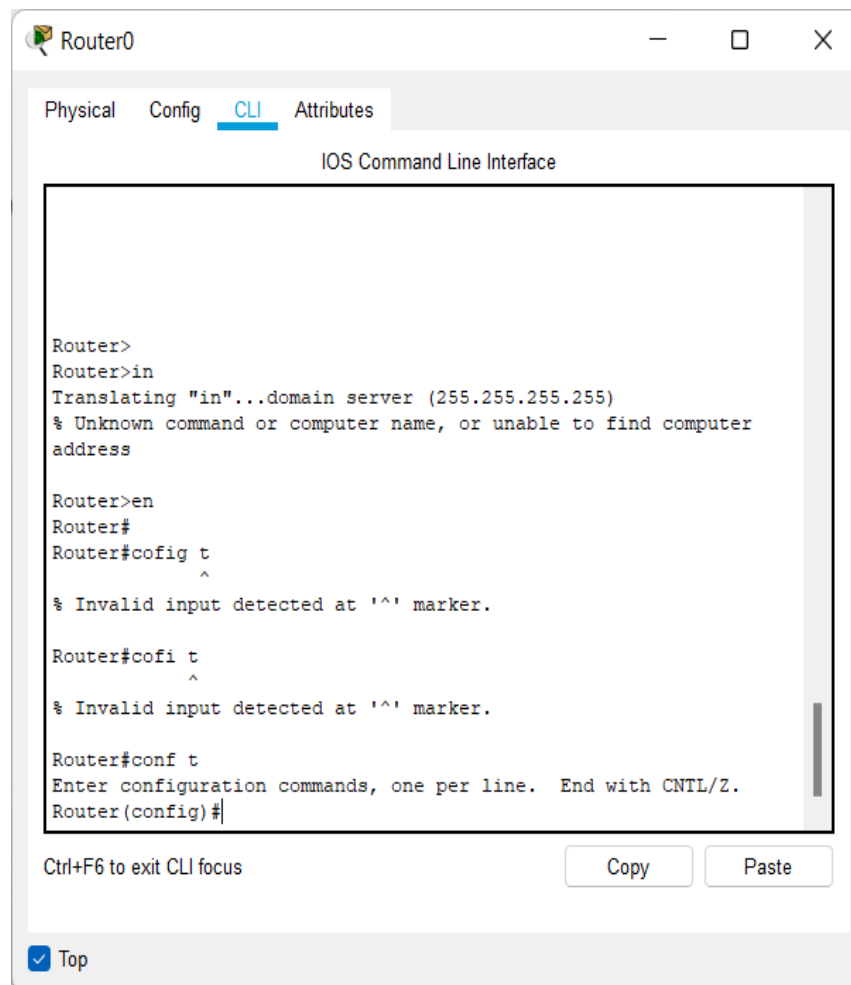 Router0
Physical Config CLI Attributes
IOS Command Line Interface
Router>
Router>in
Translating "in"...domain server (255.255.255.255)
% Unknown command or computer name, or unable to find computer
address
Router>en
Router#
Router#cofig t
^
% Invalid input detected at '^' marker.
Router#cofi t
^
% Invalid input detected at '^' marker.
Router#conf t
Enter configuration commands, one per line.  End with CNTL/Z.
Router(config)#
Ctrl+F6 to exit CLI focus
Copy Paste
Top